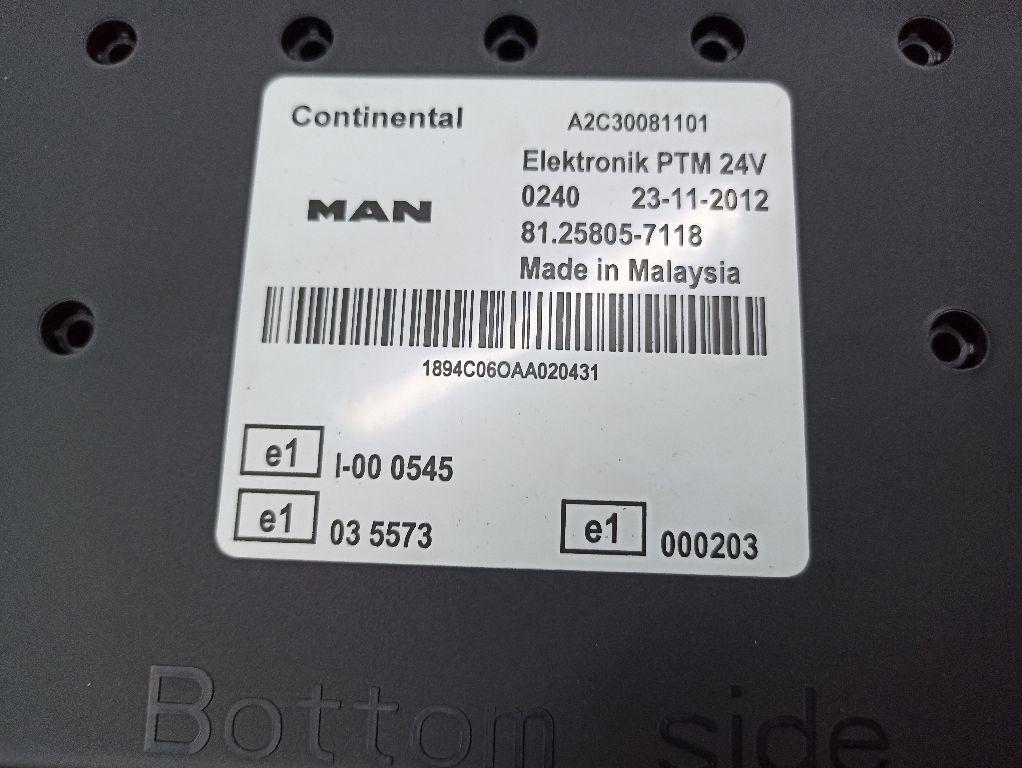 Continental A2C30081101
Elektronik PTM 24V
MAN 0240 23-11-2012
81.25805-7118
Made in Malaysia
1894C06OAA020431
e1 I-00 0545
e1 03 5573 e1 000203
Bottom side